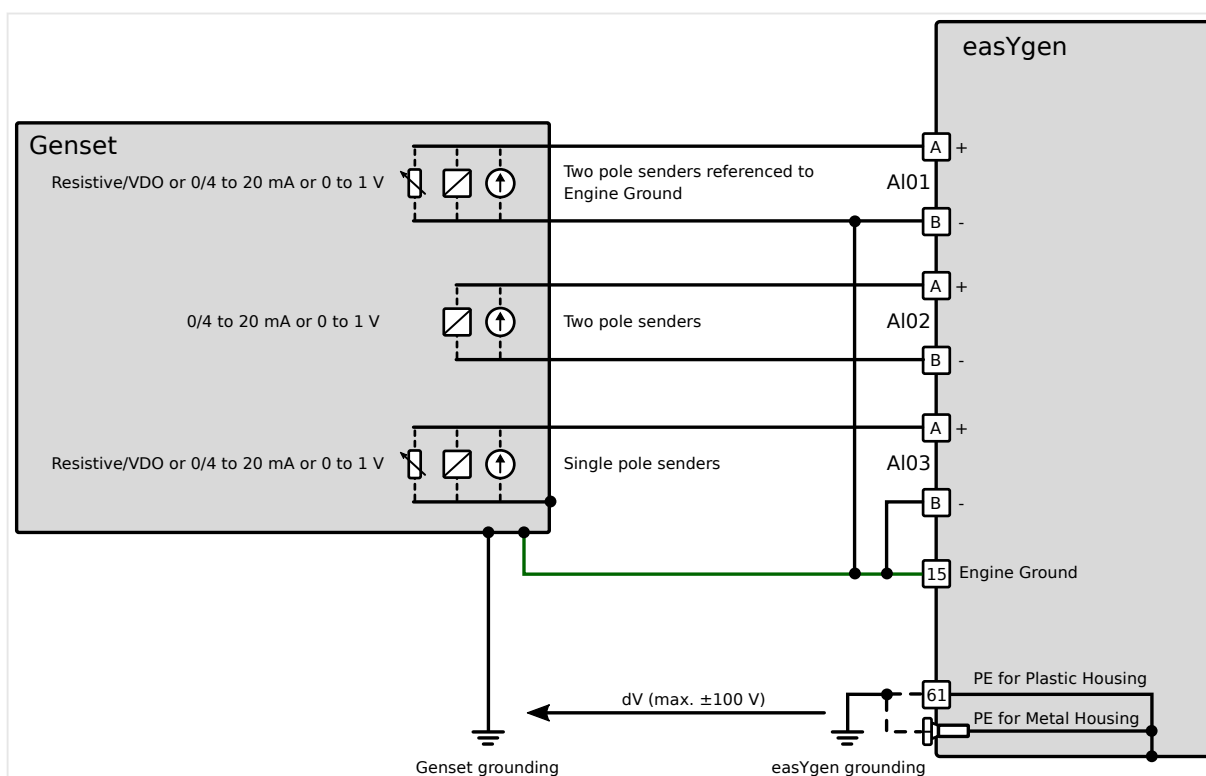 easYgen
Genset
A +
Resistive/VDO or 0/4 to 20 mA or 0 to 1 V
Two pole senders referenced to
Engine Ground
AI01
B -
A +
0/4 to 20 mA or 0 to 1 V
Two pole senders
AI02
B -
A +
Resistive/VDO or 0/4 to 20 mA or 0 to 1 V
Single pole senders
AI03
B -
15 Engine Ground
PE for Plastic Housing
61
dV (max. ±100 V)
PE for Metal Housing
Genset grounding
easYgen grounding